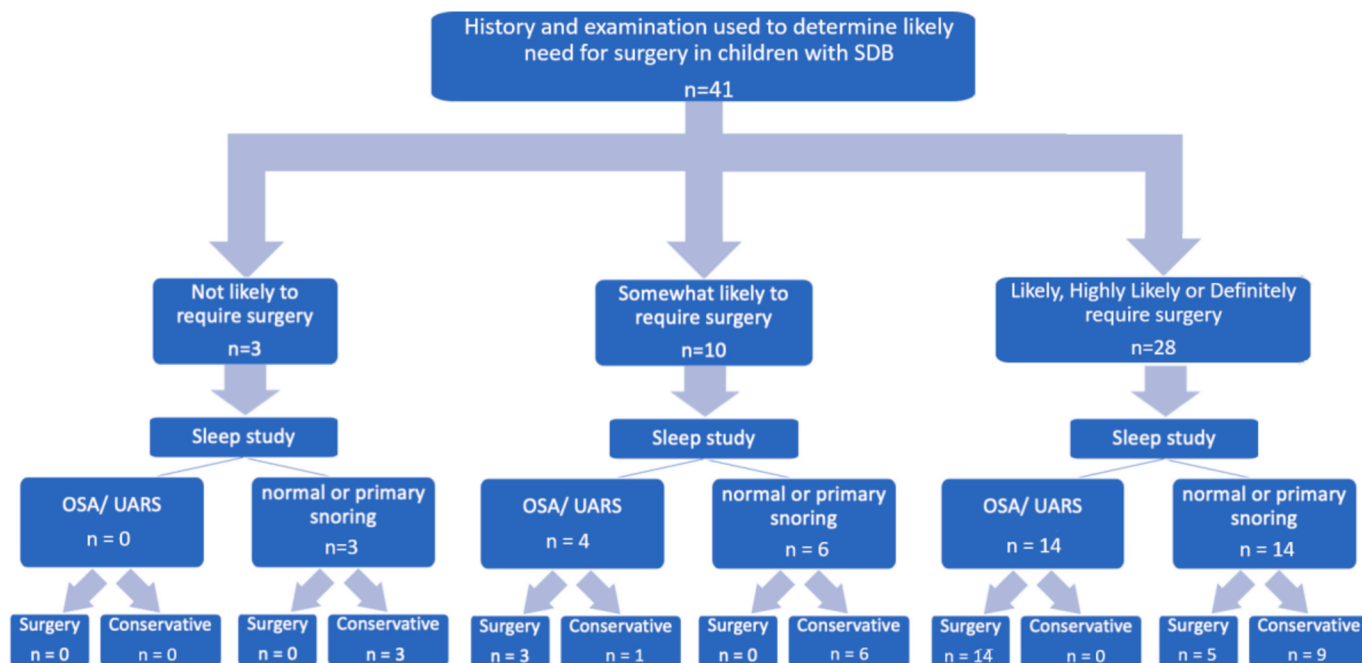 History and examination used to determine likely
need for surgery in children with SDB
n=41
Not likely to
require surgery
n=3
Somewhat likely to
require surgery
n=10
Likely, Highly Likely or Definitely
require surgery
n=28
Sleep study
Sleep study
Sleep study
OSA/ UARS
n = 0
normal or primary
snoring
n=3
OSA/ UARS
n = 4
normal or primary
snoring
n = 6
OSA/ UARS
n = 14
normal or primary
snoring
n = 14
Surgery
n = 0
Conservative
n = 0
Surgery
n = 0
Conservative
n = 3
Surgery
n = 3
Conservative
n = 1
Surgery
n = 0
Conservative
n = 6
Surgery
n = 14
Conservative
n = 0
Surgery
n = 5
Conservative
n = 9